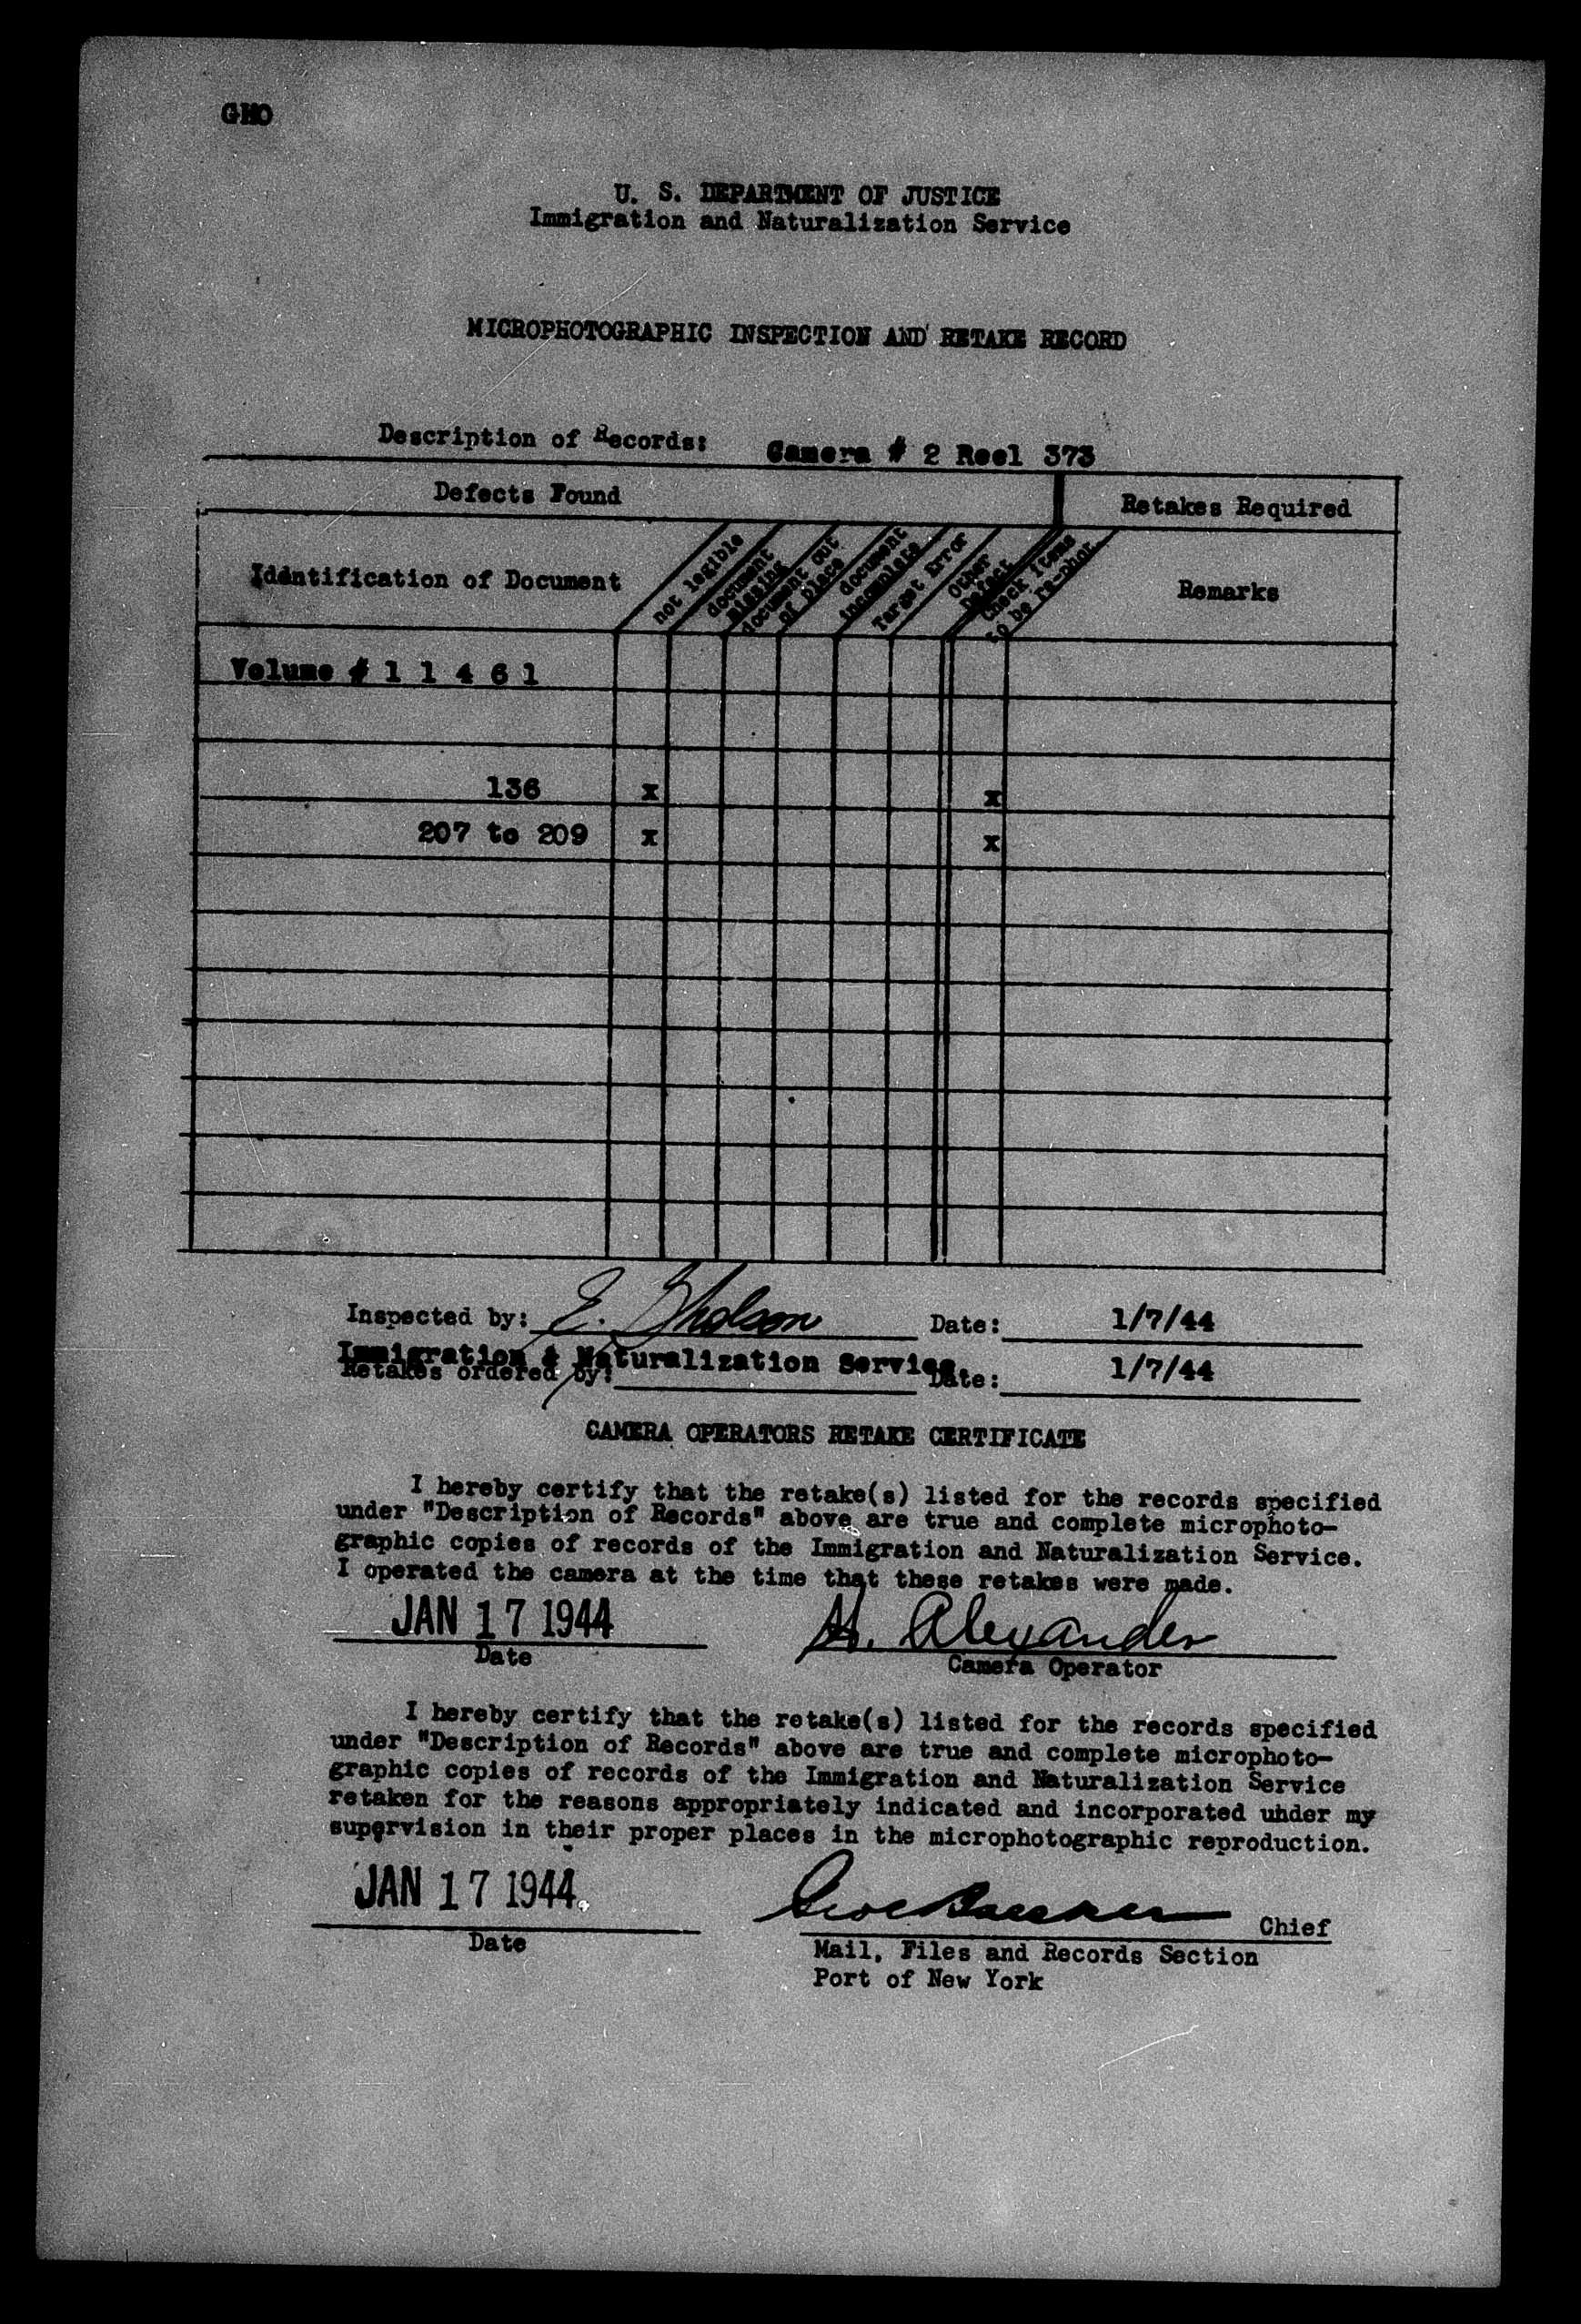 GMO
U. S. DEPARTMENT OF JUSTICE
Immigration and Naturalization Service
MICROPHOTOGRAPHIC INSPECTION AND RETAKE RECORD
Description of Records: Camera # 2 Reel 373
Defects Found
Retakes Required
Identification of Document
not legible
document missing
document out of place
document incomplete
Target Error
Other Defect
Check items to be re-phot.
Remarks
Volume # 1 1 4 6 1
136 x x
207 to 209 x x
Inspected by: E. Gholson Date: 1/7/44
Immigration & Naturalization Service.
Retakes ordered by: Date: 1/7/44
CAMERA OPERATORS RETAKE CERTIFICATE
I hereby certify that the retake(s) listed for the records specified
under "Description of Records" above are true and complete microphoto-
graphic copies of records of the Immigration and Naturalization Service.
I operated the camera at the time that these retakes were made.
JAN 17 1944 H. Alexander
Date Camera Operator
I hereby certify that the retake(s) listed for the records specified
under "Description of Records" above are true and complete microphoto-
graphic copies of records of the Immigration and Naturalization Service
retaken for the reasons appropriately indicated and incorporated under my
supervision in their proper places in the microphotographic reproduction.
JAN 17 1944 Chief
Date
Mail, Files and Records Section
Port of New York